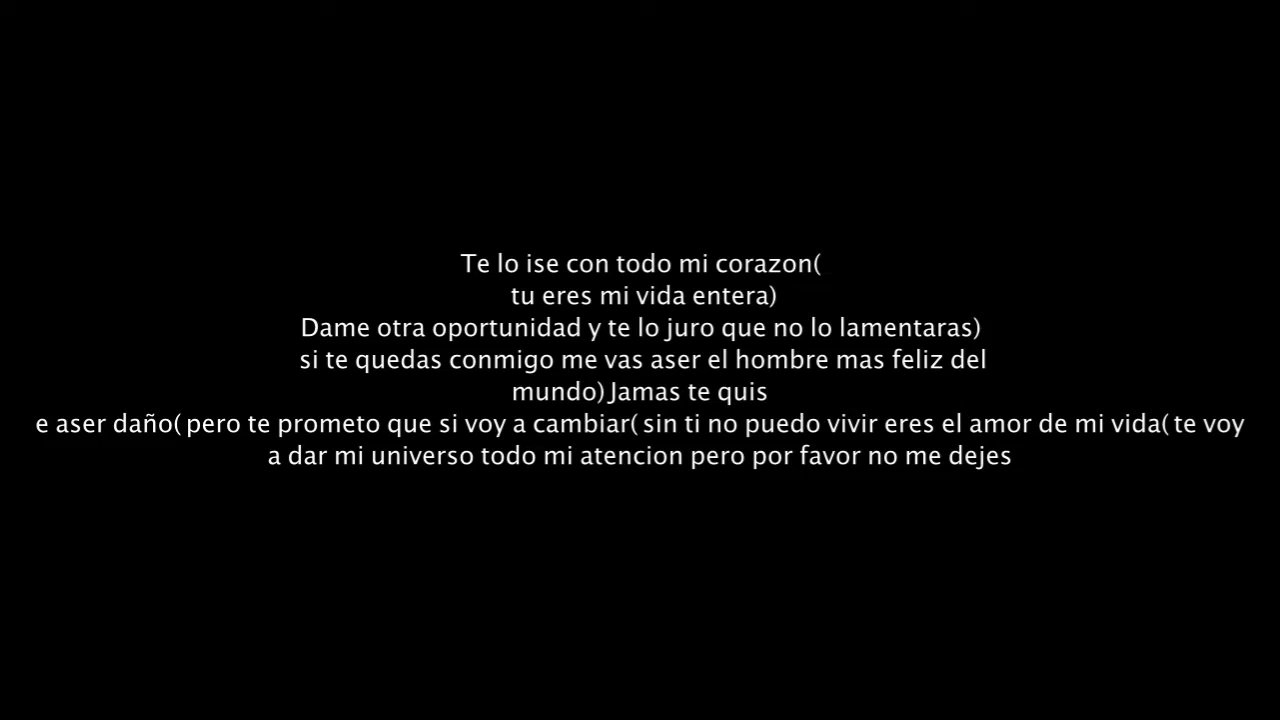 Te lo ise con todo mi corazon(
tu eres mi vida entera)
Dame otra oportunidad y te lo juro que no lo lamentaras)
si te quedas conmigo me vas aser el hombre mas feliz del
mundo) Jamas te quis
e aser daño( pero te prometo que si voy a cambiar( sin ti no puedo vivir eres el amor de mi vida( te voy
a dar mi universo todo mi atencion pero por favor no me dejes